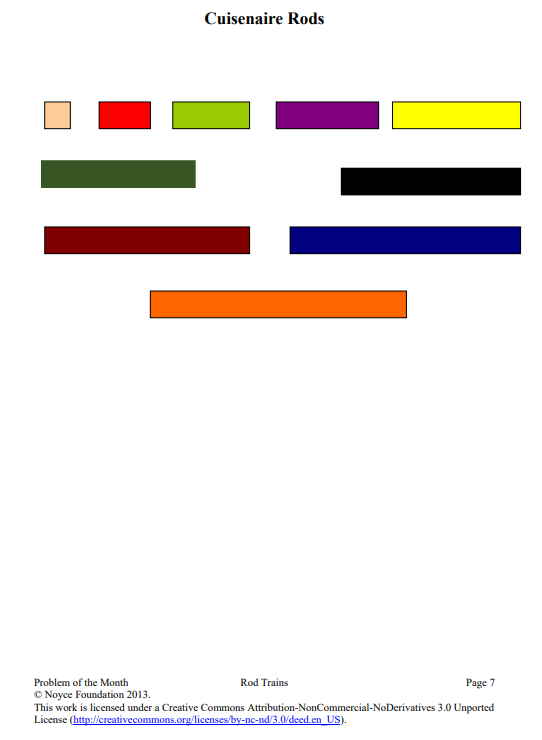 Cuisenaire Rods
Problem of the Month Rod Trains Page 7
© Noyce Foundation 2013.
This work is licensed under a Creative Commons Attribution-NonCommercial-NoDerivatives 3.0 Unported
License (http://creativecommons.org/licenses/by-nc-nd/3.0/deed.en_US).